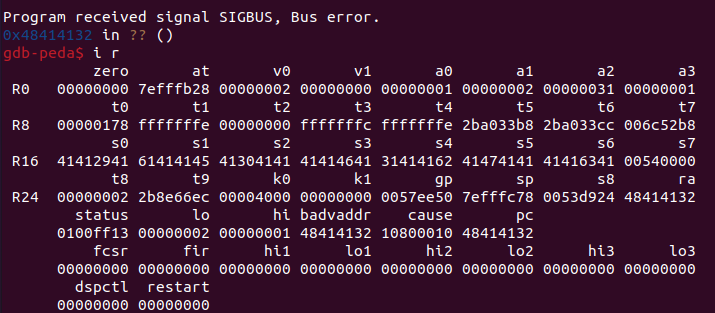 Program received signal SIGBUS, Bus error.
0x48414132 in ?? ()
gdb-peda$ i r
zero at v0 v1 a0 a1 a2 a3
R0 00000000 7efffb28 00000002 00000000 00000001 00000002 00000031 00000001
t0 t1 t2 t3 t4 t5 t6 t7
R8 00000178 fffffffe 00000000 fffffffc fffffffe 2ba033b8 2ba033cc 006c52b8
s0 s1 s2 s3 s4 s5 s6 s7
R16 41412941 61414145 41304141 41414641 31414162 41474141 41416341 00540000
t8 t9 k0 k1 gp sp s8 ra
R24 00000002 2b8e66ec 00004000 00000000 0057ee50 7efffc78 0053d924 48414132
status lo hi badvaddr cause pc
0100ff13 00000002 00000001 48414132 10800010 48414132
fcsr fir hi1 lo1 hi2 lo2 hi3 lo3
00000000 00000000 00000000 00000000 00000000 00000000 00000000 00000000
dspctl restart
00000000 00000000